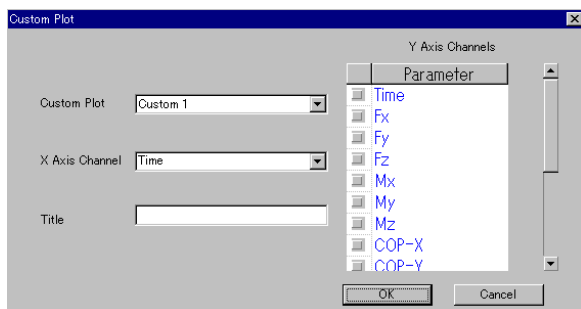 Custom Plot
Y Axis Channels
Parameter
Custom Plot
Custom 1
X Axis Channel
Time
Title
Time
Fx
Fy
Fz
Mx
My
Mz
COP-X
COP-Y
OK
Cancel